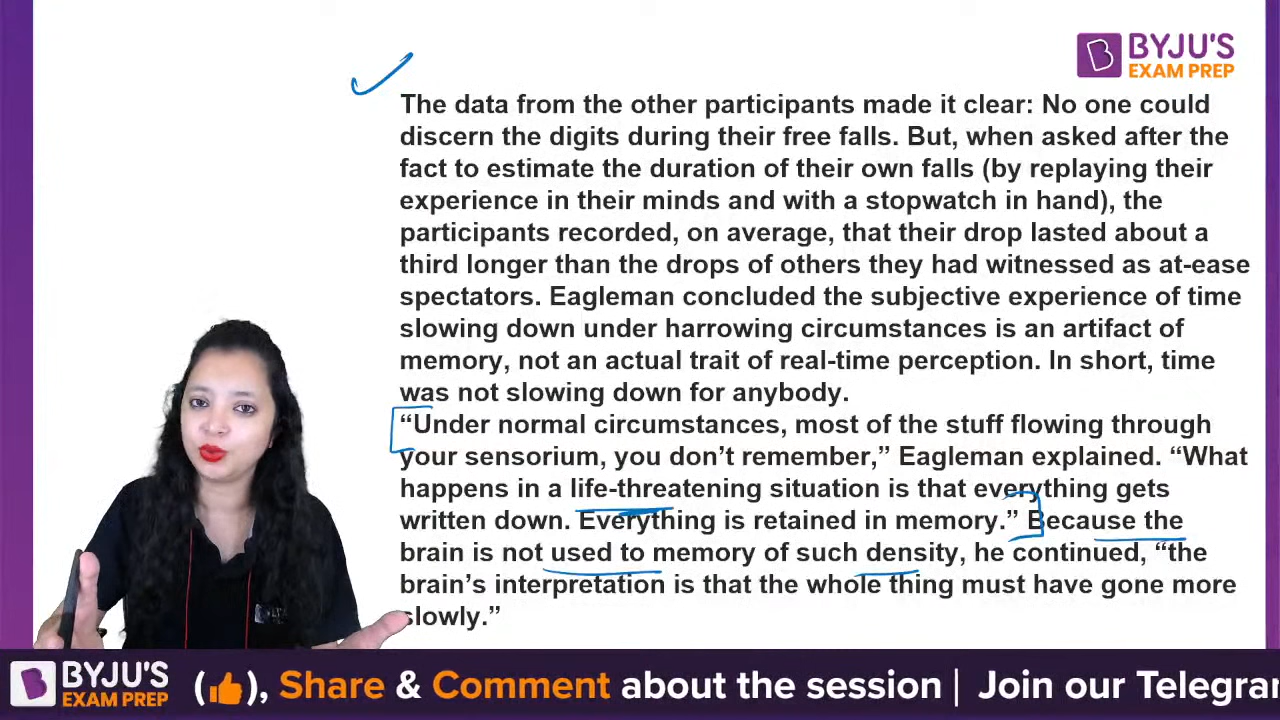 BYJU'S
EXAM PREP
The data from the other participants made it clear: No one could
discern the digits during their free falls. But, when asked after the
fact to estimate the duration of their own falls (by replaying their
experience in their minds and with a stopwatch in hand), the
participants recorded, on average, that their drop lasted about a
third longer than the drops of others they had witnessed as at-ease
spectators. Eagleman concluded the subjective experience of time
slowing down under harrowing circumstances is an artifact of
memory, not an actual trait of real-time perception. In short, time
was not slowing down for anybody.
“Under normal circumstances, most of the stuff flowing through
your sensorium, you don’t remember,” Eagleman explained. “What
happens in a life-threatening situation is that everything gets
written down. Everything is retained in memory.” Because the
brain is not used to memory of such density, he continued, “the
brain’s interpretation is that the whole thing must have gone more
slowly.”
BYJU'S
EXAM PREP
(👍), Share & Comment about the session | Join our Telegram